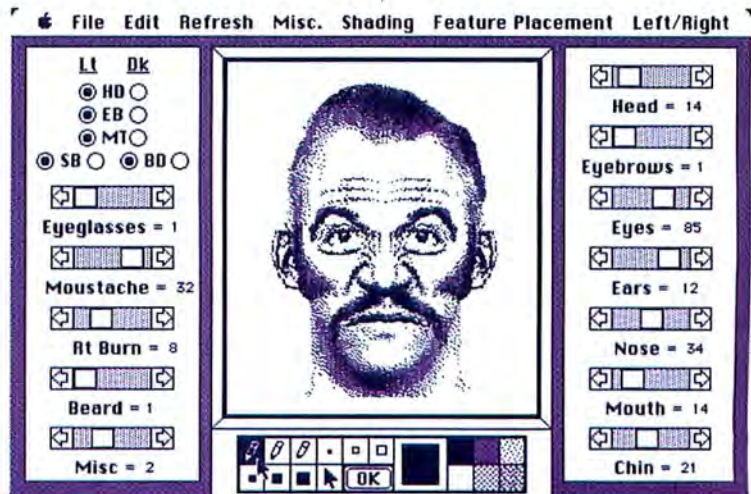 File Edit Refresh Misc. Shading Feature Placement Left/Right
Lt Dk
HD
EB
MT
SB BD
Eyeglasses = 1
Moustache = 32
Rt Burn = 8
Beard = 1
Misc = 2
Head = 14
Eyebrows = 1
Eyes = 85
Ears = 12
Nose = 34
Mouth = 14
Chin = 21
OK